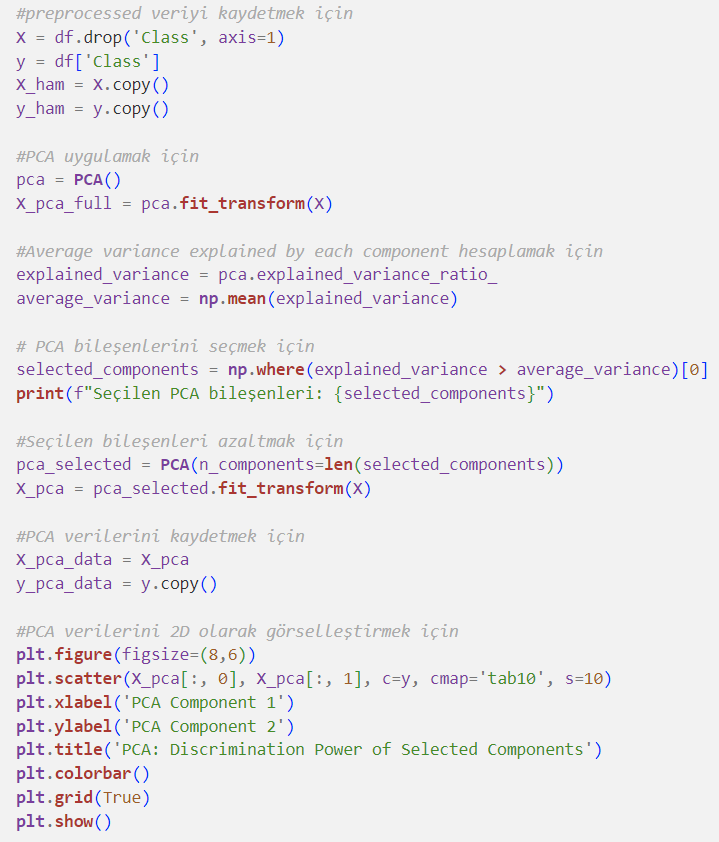 #preprocessed veriyi kaydetmek için
X = df.drop('Class', axis=1)
y = df['Class']
X_ham = X.copy()
y_ham = y.copy()
#PCA uygulamak için
pca = PCA()
X_pca_full = pca.fit_transform(X)
#Average variance explained by each component hesaplamak için
explained_variance = pca.explained_variance_ratio_
average_variance = np.mean(explained_variance)
# PCA bileşenlerini seçmek için
selected_components = np.where(explained_variance > average_variance)[0]
print(f"Seçilen PCA bileşenleri: {selected_components}")
#Seçilen bileşenleri azaltmak için
pca_selected = PCA(n_components=len(selected_components))
X_pca = pca_selected.fit_transform(X)
#PCA verilerini kaydetmek için
X_pca_data = X_pca
y_pca_data = y.copy()
#PCA verilerini 2D olarak görselleştirmek için
plt.figure(figsize=(8,6))
plt.scatter(X_pca[:, 0], X_pca[:, 1], c=y, cmap='tab10', s=10)
plt.xlabel('PCA Component 1')
plt.ylabel('PCA Component 2')
plt.title('PCA: Discrimination Power of Selected Components')
plt.colorbar()
plt.grid(True)
plt.show()